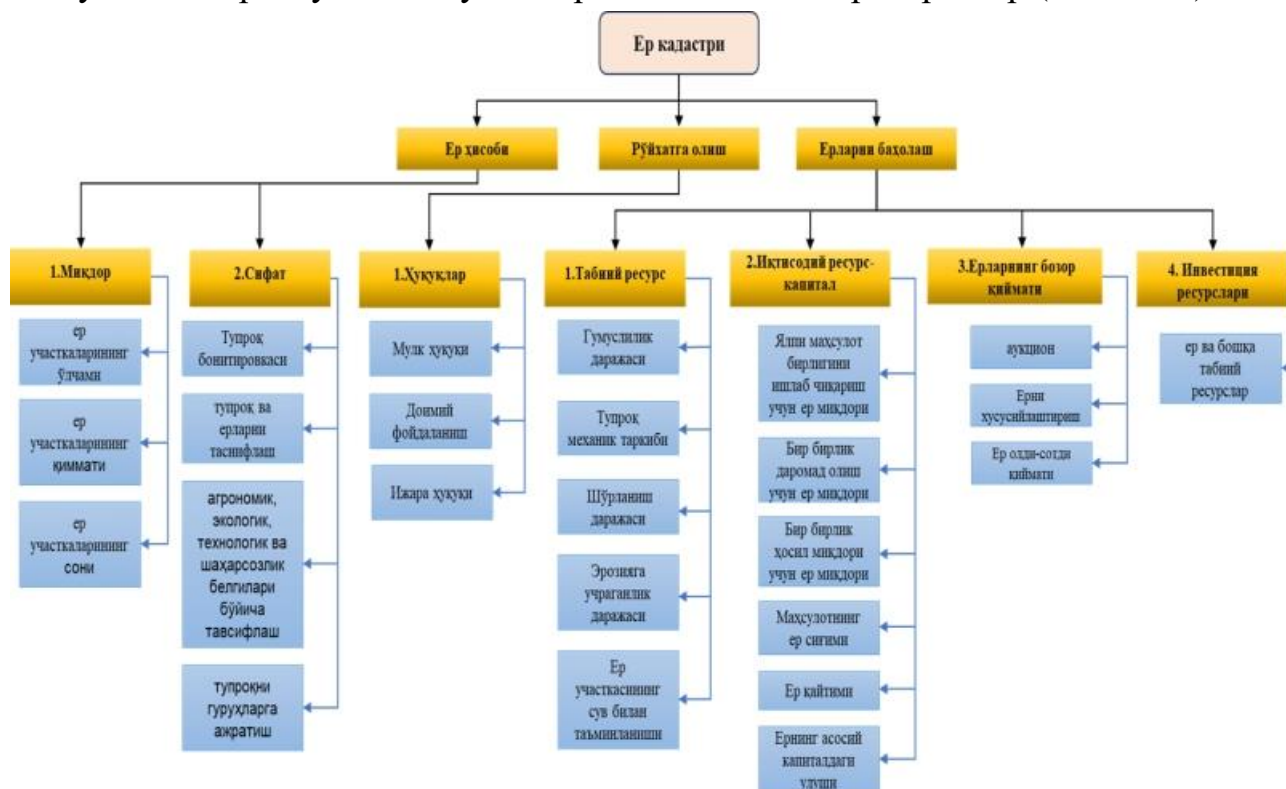 Ер кадастри
Ер ҳисоби
Рўйхатга олиш
Ерларни баҳолаш
1.Миқдор
ер
участкаларининг
ўлчами
ер
участкаларининг
қиммати
ер
участкаларининг
сони
2.Сифат
Тупроқ
бонитировкаси
тупроқ ва
ерларни
таснифлаш
агрономик,
экологик,
технологик ва
шаҳарсозлик
белгилари
бўйича
тавсифлаш
тупроқни
гуруҳларга
ажратиш
1.Ҳуқуқлар
Мулк ҳуқуқи
Доимий
фойдаланиш
Ижара ҳуқуқи
1.Табиий ресурс
Гумуслилик
даражаси
Тупроқ
механик таркиби
Шўрланиш
даражаси
Эрозияга
учраганлик
даражаси
Ер
участкасининг
сув билан
таъминланиши
2.Иқтисодий ресурс-
капитал
Ялпи маҳсулот
бирлигини
ишлаб чиқариш
учун ер миқдори
Бир бирлик
даромад олиш
учун ер миқдори
Бир бирлик
ҳосил миқдори
учун ер миқдори
Маҳсулотнинг
ер сиғими
Ер қайтими
Ернинг асосий
капиталдаги
улуши
3.Ерларнинг бозор
қиймати
аукцион
Ерни
хусусийлаштириш
Ер олди-сотди
қиймати
4. Инвестиция
ресурслари
ер ва бошқа
табиий
ресурслар